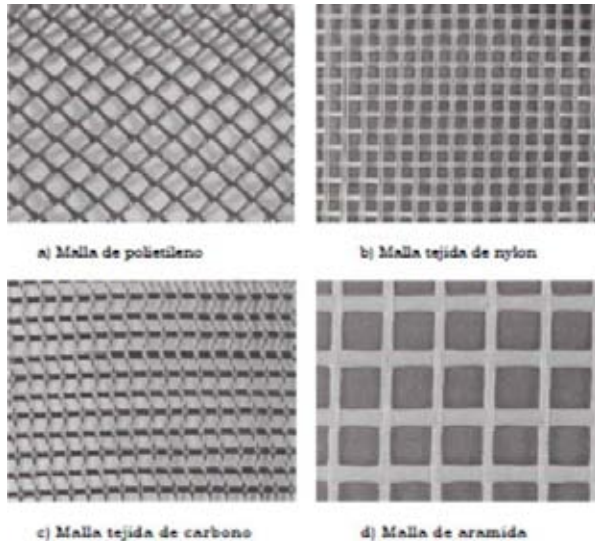 a) Malla de polietileno
b) Malla tejida de nylon
c) Malla tejida de carbono
d) Malla de aramida